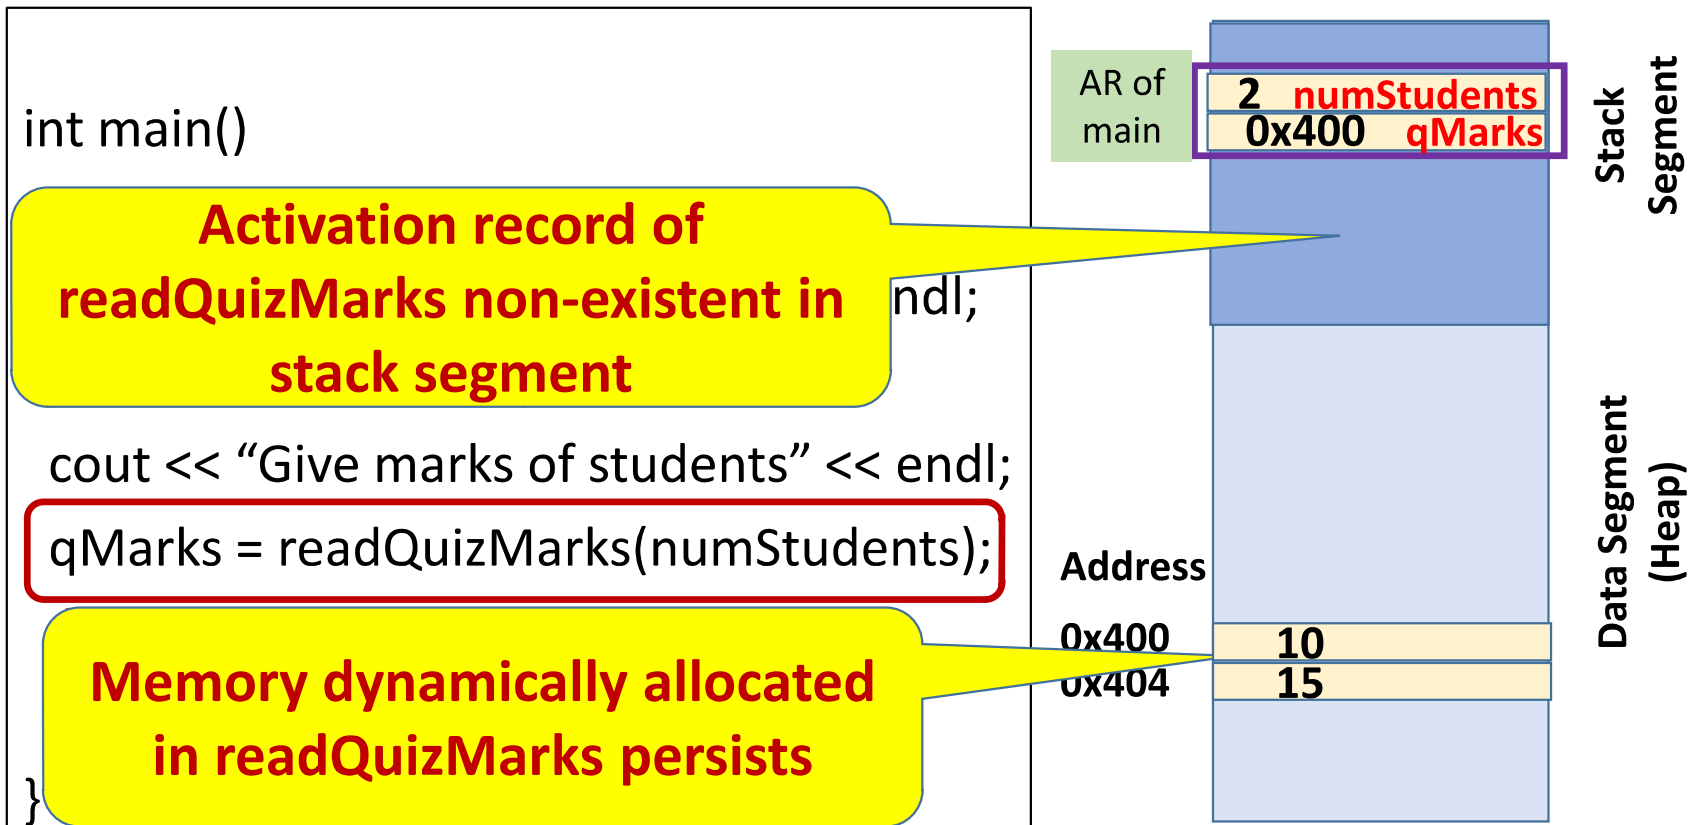 int main()
Activation record of
readQuizMarks non-existent in
stack segment
ndl;
cout << “Give marks of students” << endl;
qMarks = readQuizMarks(numStudents);
Memory dynamically allocated
in readQuizMarks persists
}
AR of
main
2 numStudents
0x400 qMarks
Stack
Segment
Data Segment
(Heap)
Address
0x400 10
0x404 15